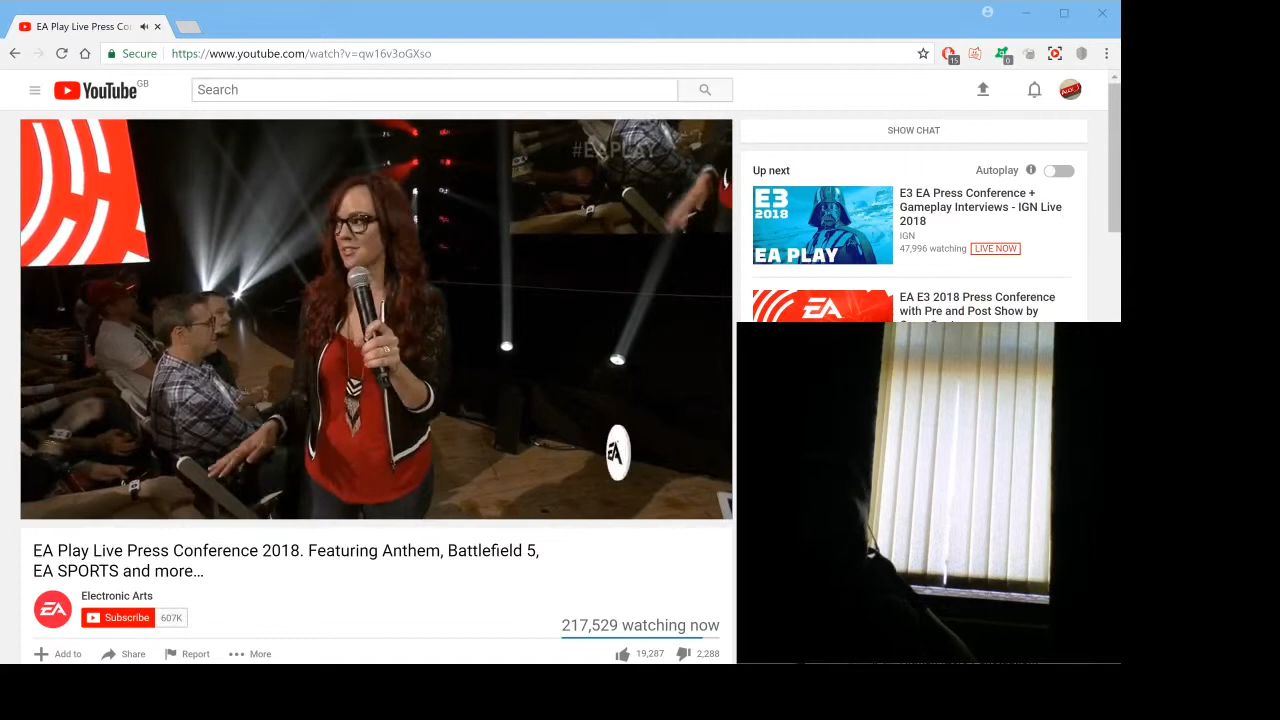 EA Play Live Press Co
Secure https://www.youtube.com/watch?v=qw16v3oGXso
15
0
YouTube GB
Search
#EAPLAY
SHOW CHAT
Up next
Autoplay
E3
2018
EA PLAY
E3 EA Press Conference +
Gameplay Interviews - IGN Live
2018
IGN
47,996 watching LIVE NOW
EA
EA E3 2018 Press Conference
with Pre and Post Show by
EA
EA Play Live Press Conference 2018. Featuring Anthem, Battlefield 5,
EA SPORTS and more...
EA
Electronic Arts
Subscribe 607K
217,529 watching now
Add to Share Report More
19,287 2,288